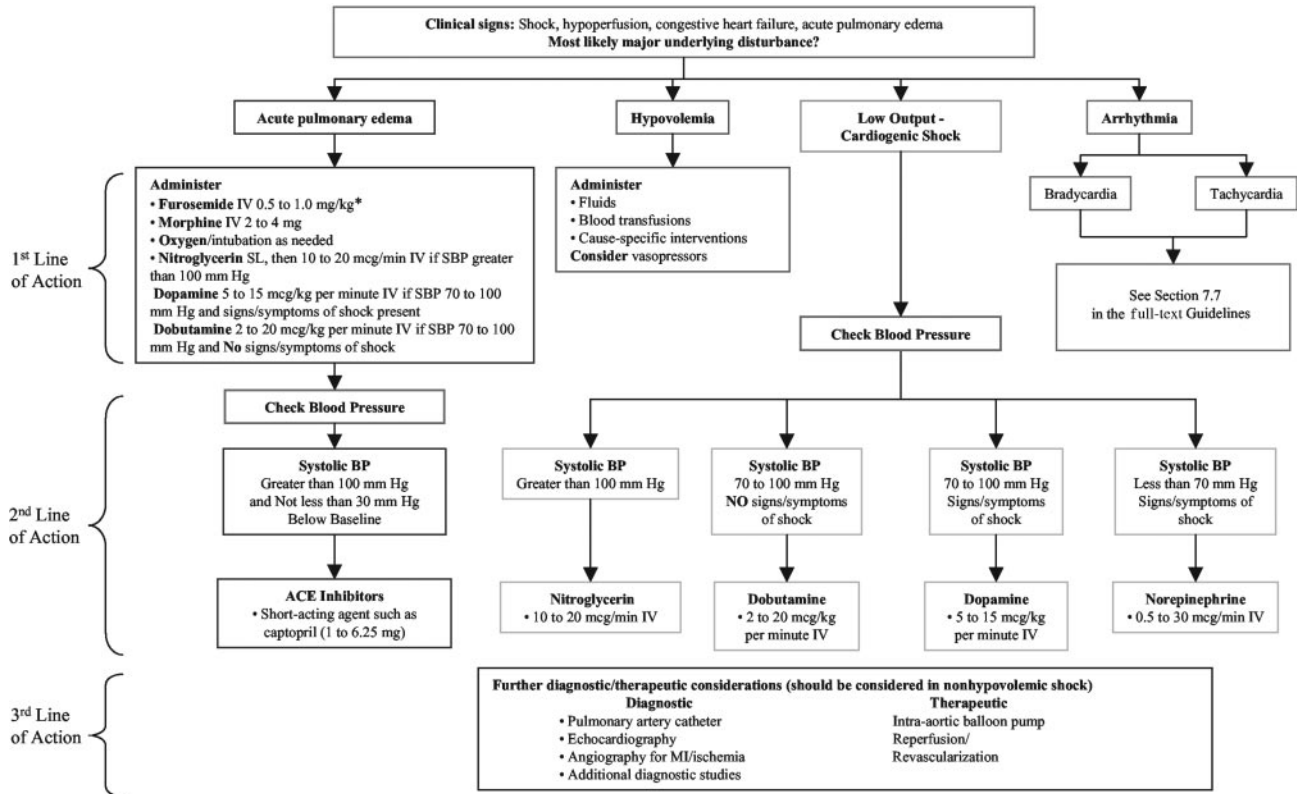 Clinical signs: Shock, hypoperfusion, congestive heart failure, acute pulmonary edema
Most likely major underlying disturbance?
Acute pulmonary edema
Hypovolemia
Low Output -
Cardiogenic Shock
Arrhythmia
Bradycardia
Tachycardia
1st Line
of Action
Administer
• Furosemide IV 0.5 to 1.0 mg/kg*
• Morphine IV 2 to 4 mg
• Oxygen/intubation as needed
• Nitroglycerin SL, then 10 to 20 mcg/min IV if SBP greater
than 100 mm Hg
Dopamine 5 to 15 mcg/kg per minute IV if SBP 70 to 100
mm Hg and signs/symptoms of shock present
Dobutamine 2 to 20 mcg/kg per minute IV if SBP 70 to 100
mm Hg and No signs/symptoms of shock
Administer
• Fluids
• Blood transfusions
• Cause-specific interventions
Consider vasopressors
See Section 7.7
in the full-text Guidelines
Check Blood Pressure
2nd Line
of Action
Check Blood Pressure
Systolic BP
Greater than 100 mm Hg
and Not less than 30 mm Hg
Below Baseline
Systolic BP
Greater than 100 mm Hg
Systolic BP
70 to 100 mm Hg
NO signs/symptoms
of shock
Systolic BP
70 to 100 mm Hg
Signs/symptoms
of shock
Systolic BP
Less than 70 mm Hg
Signs/symptoms of
shock
ACE Inhibitors
• Short-acting agent such as
captopril (1 to 6.25 mg)
Nitroglycerin
• 10 to 20 mcg/min IV
Dobutamine
• 2 to 20 mcg/kg
per minute IV
Dopamine
• 5 to 15 mcg/kg
per minute IV
Norepinephrine
• 0.5 to 30 mcg/min IV
3rd Line
of Action
Further diagnostic/therapeutic considerations (should be considered in nonhypovolemic shock)
Diagnostic
• Pulmonary artery catheter
• Echocardiography
• Angiography for MI/ischemia
• Additional diagnostic studies
Therapeutic
Intra-aortic balloon pump
Reperfusion/
Revascularization